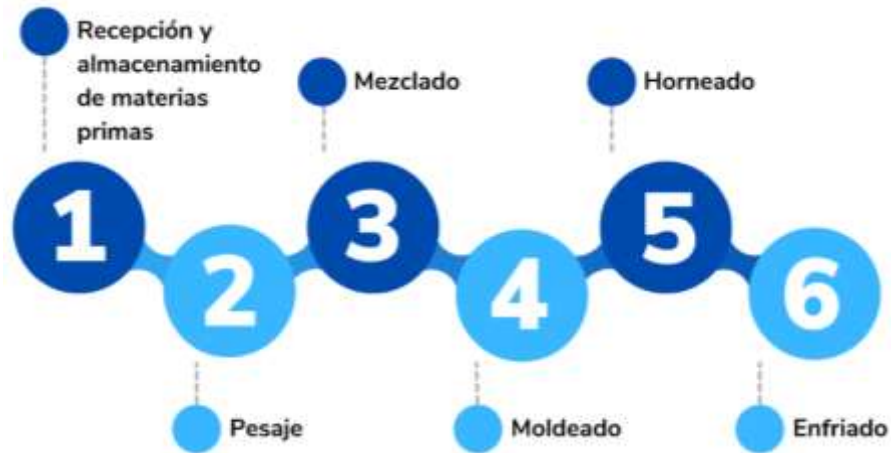 Recepción y
almacenamiento
de materias
primas
Mezclado
Horneado
1
2
3
4
5
6
Pesaje
Moldeado
Enfriado